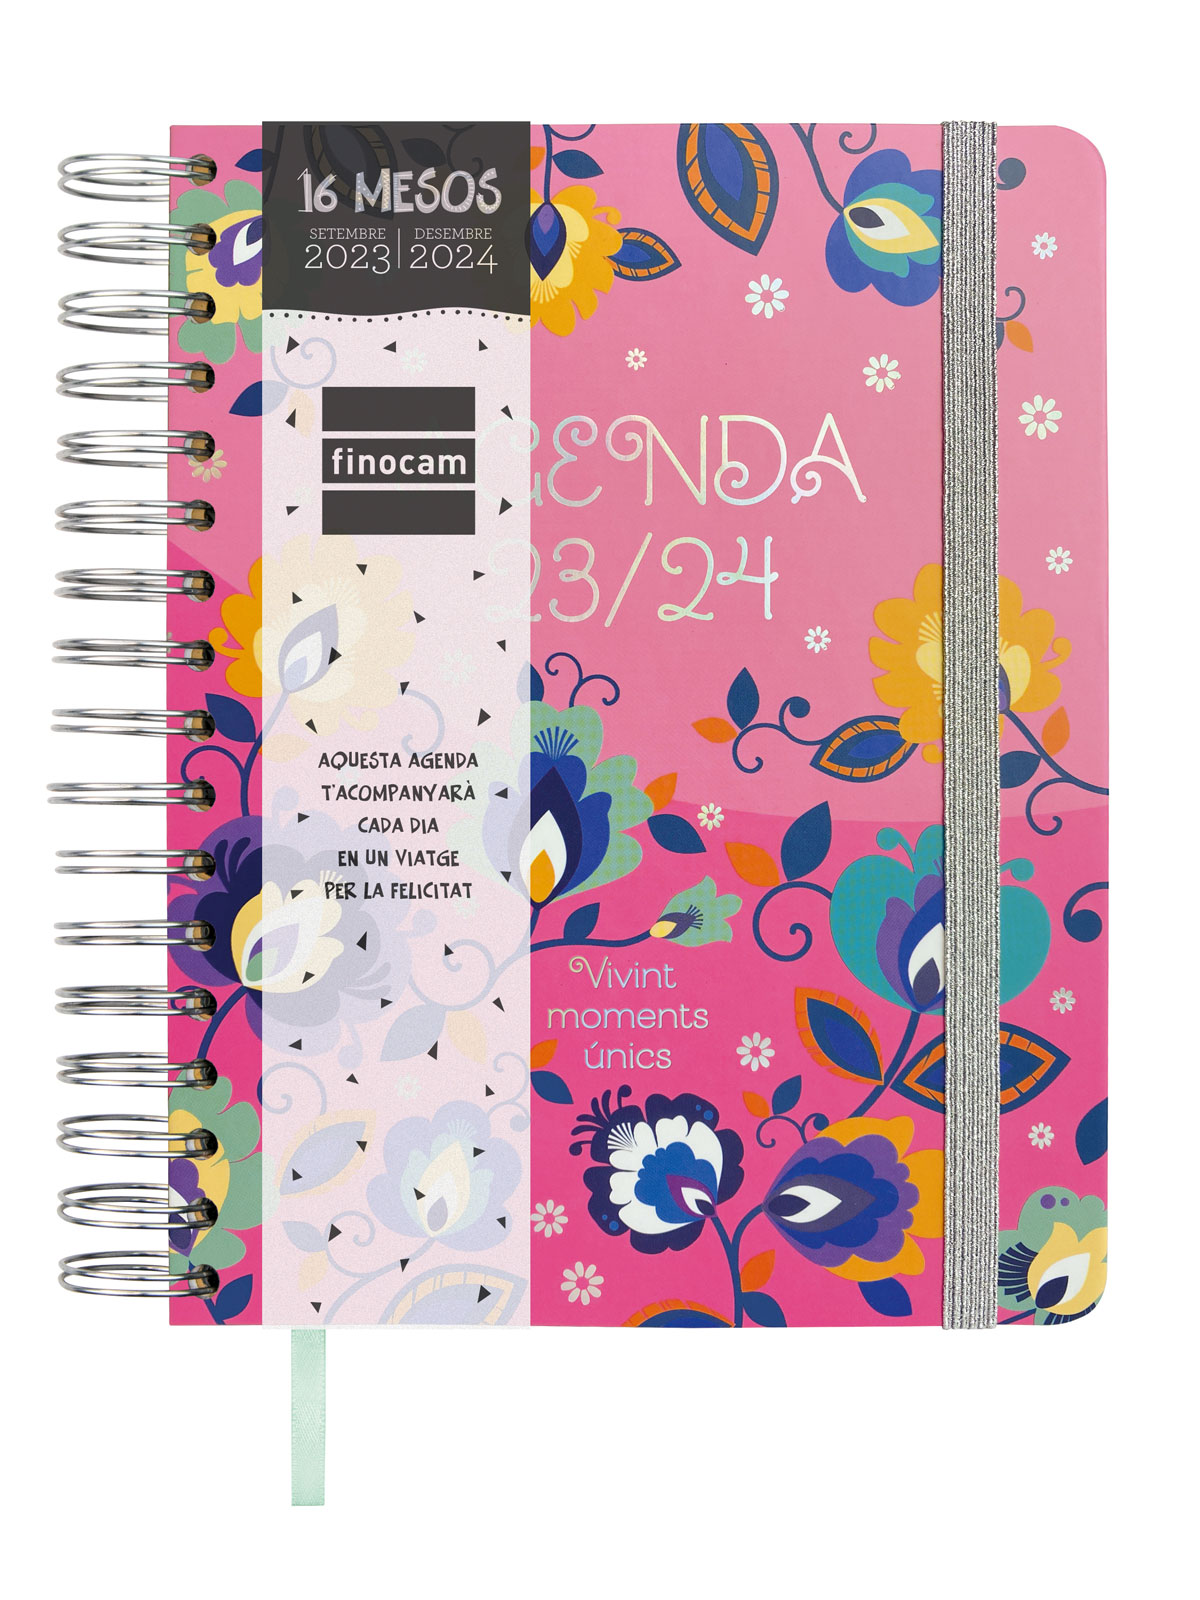 16 MESOS
SETEMBRE DESEMBRE
2023 2024
finocam
AGENDA
23/24
AQUESTA AGENDA
T'ACOMPANYARÀ
CADA DIA
EN UN VIATGE
PER LA FELICITAT
Vivint
moments
únics